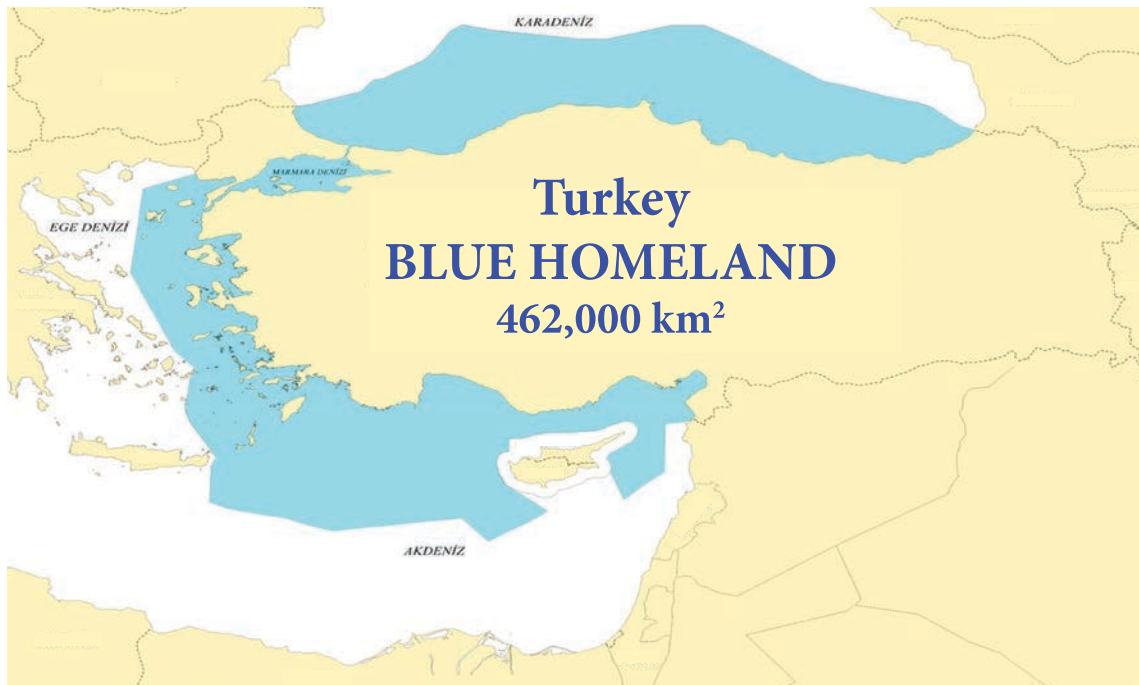 KARADENİZ
MARMARA DENİZİ
EGE DENİZİ
Turkey
BLUE HOMELAND
462,000 km²
AKDENİZ